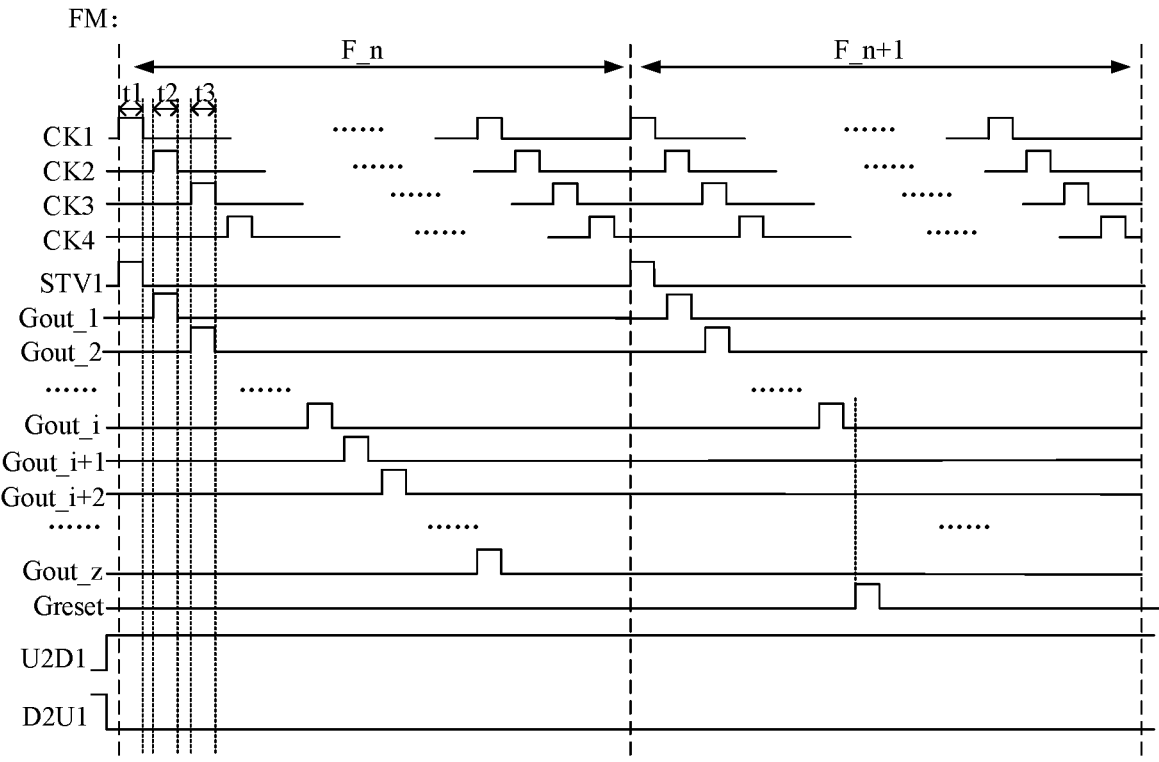 FM:
F_n F_n+1
t1 t2 t3
CK1 ...... ......
CK2 ...... ......
CK3 ...... ......
CK4 ...... ......
STV1
Gout_1
Gout_2
...... ...... ......
Gout_i
Gout_i+1
Gout_i+2
...... ...... ......
Gout_z
Greset
U2D1
D2U1